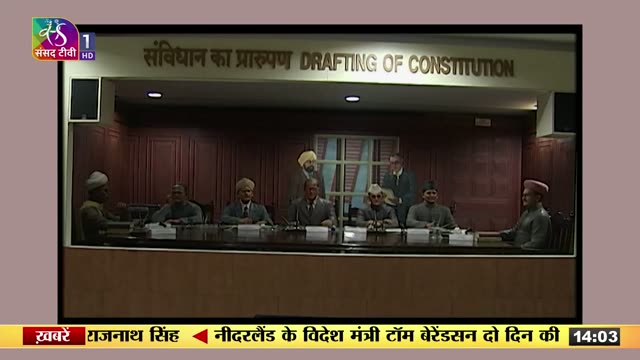 संसद टीवी 1
HD
संविधान का प्रारुपण DRAFTING OF CONSTITUTION
ख़बरें राजनाथ सिंह नीदरलैंड के विदेश मंत्री टॉम बेरेंडसन दो दिन की 14:03